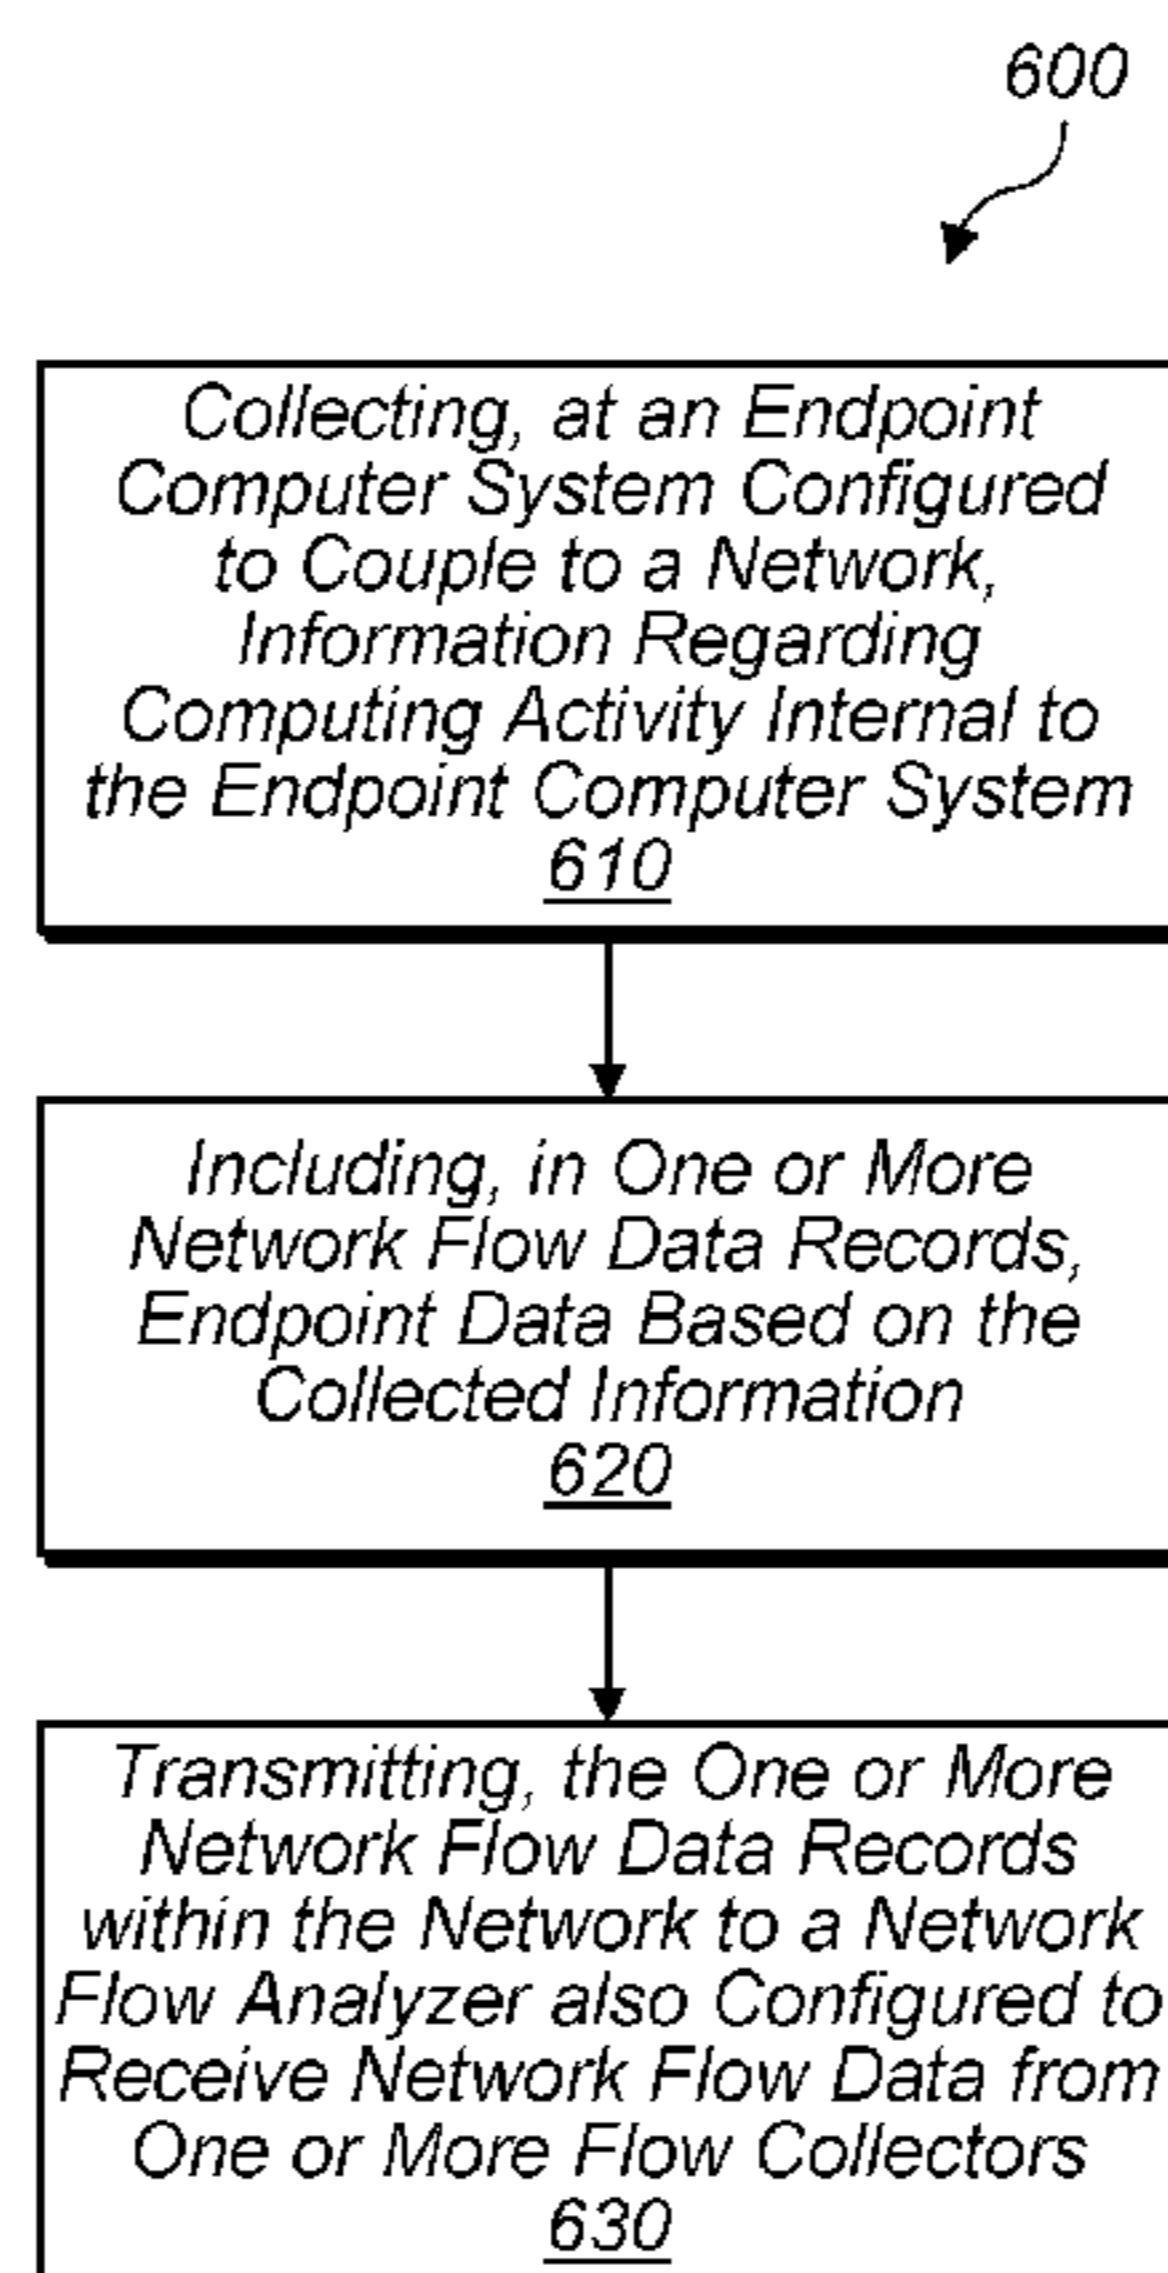 600
Collecting, at an Endpoint
Computer System Configured
to Couple to a Network,
Information Regarding
Computing Activity Internal to
the Endpoint Computer System
610
Including, in One or More
Network Flow Data Records,
Endpoint Data Based on the
Collected Information
620
Transmitting, the One or More
Network Flow Data Records
within the Network to a Network
Flow Analyzer also Configured to
Receive Network Flow Data from
One or More Flow Collectors
630